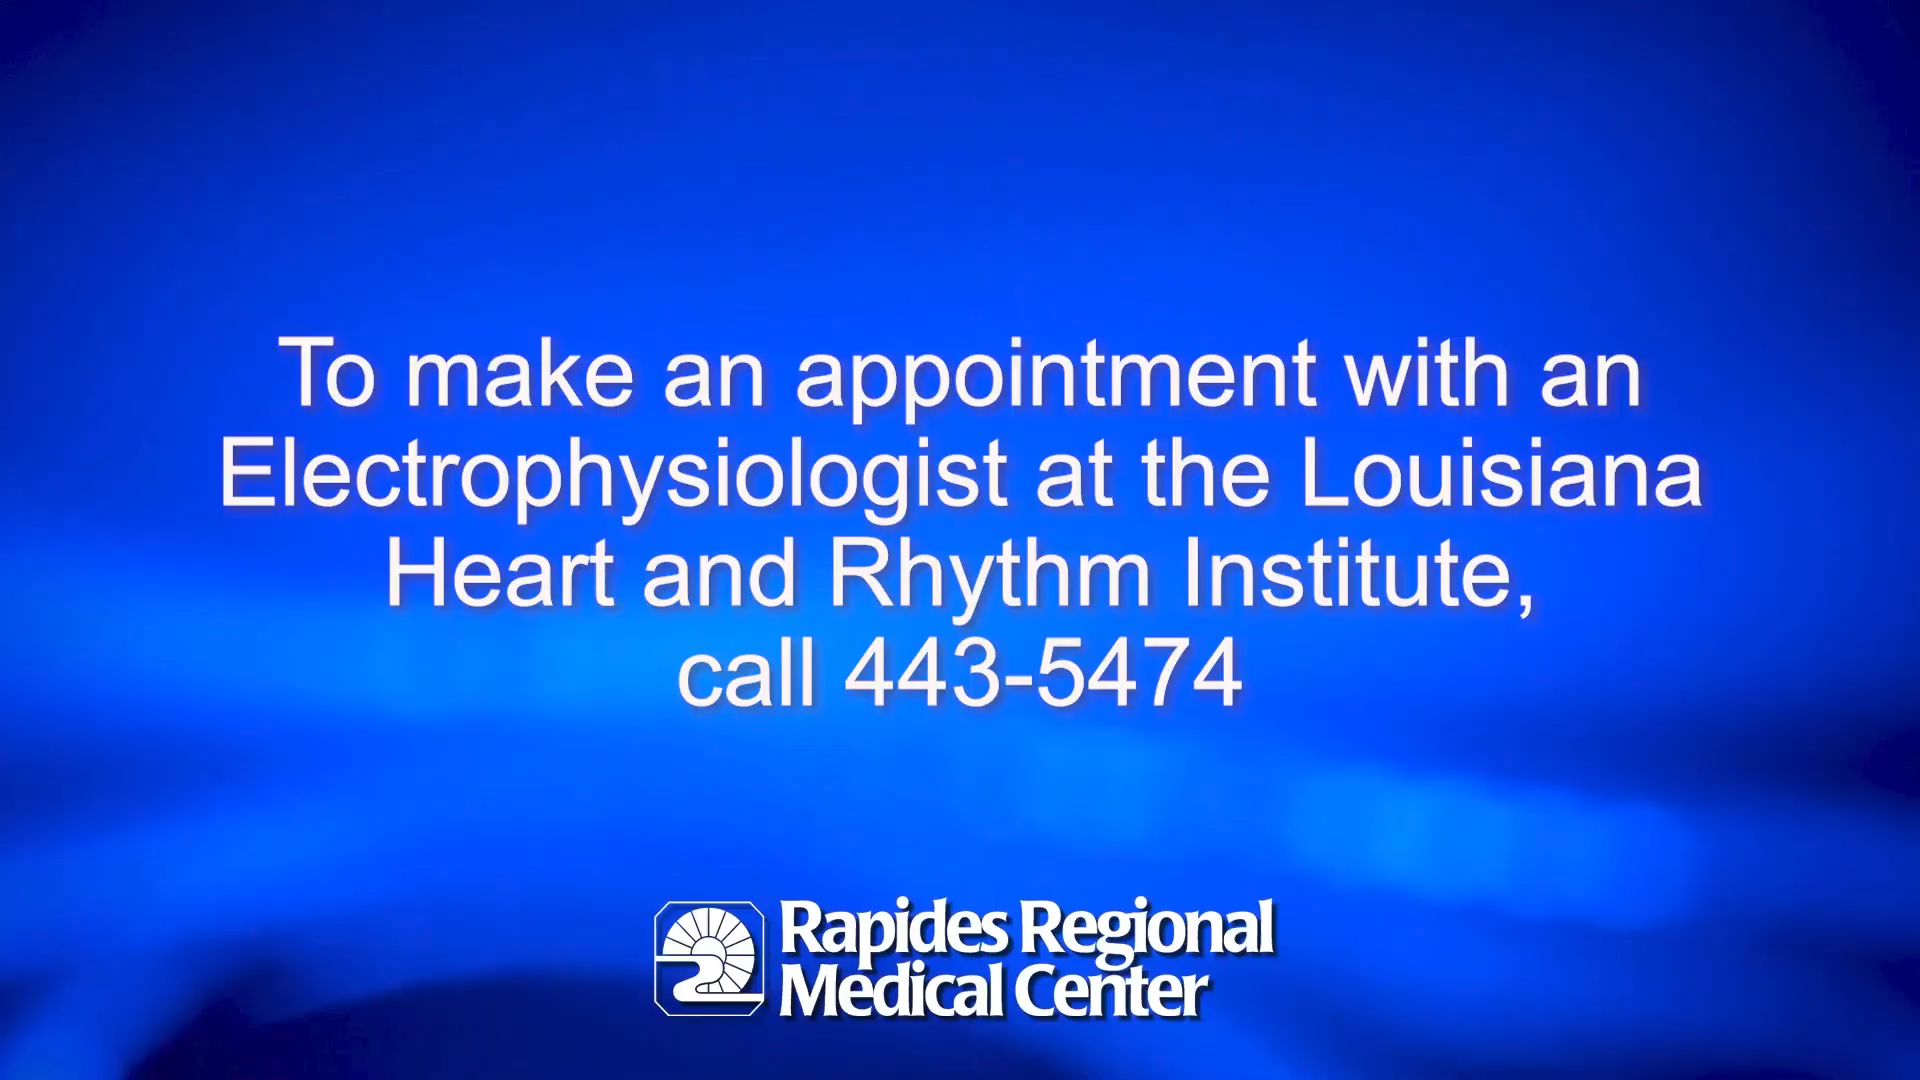 To make an appointment with an
Electrophysiologist at the Louisiana
Heart and Rhythm Institute,
call 443-5474
Rapides Regional
Medical Center